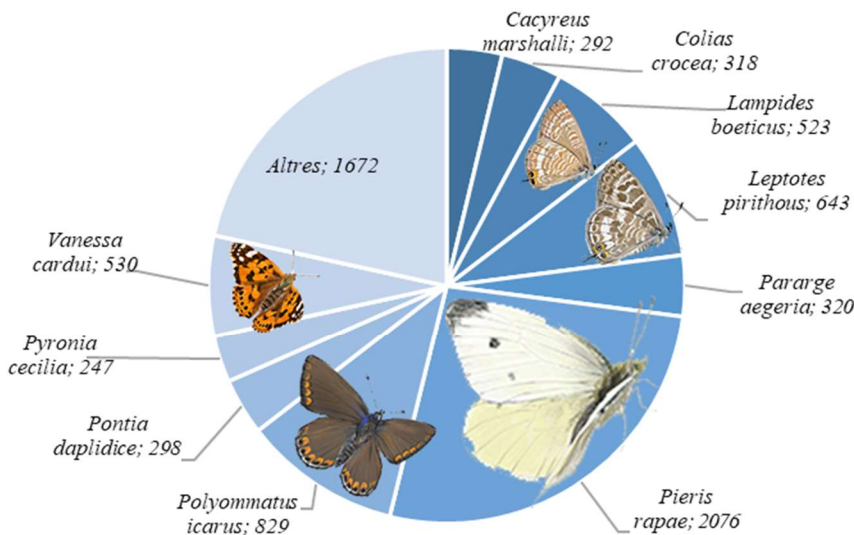 Cacyreus
marshalli; 292
Colias
crocea; 318
Lampides
boeticus; 523
Leptotes
pirithous; 643
Pararge
aegeria; 320
Pieris
rapae; 2076
Polyommatus
icarus; 829
Pontia
daplidice; 298
Pyronia
cecilia; 247
Vanessa
cardui; 530
Altres; 1672